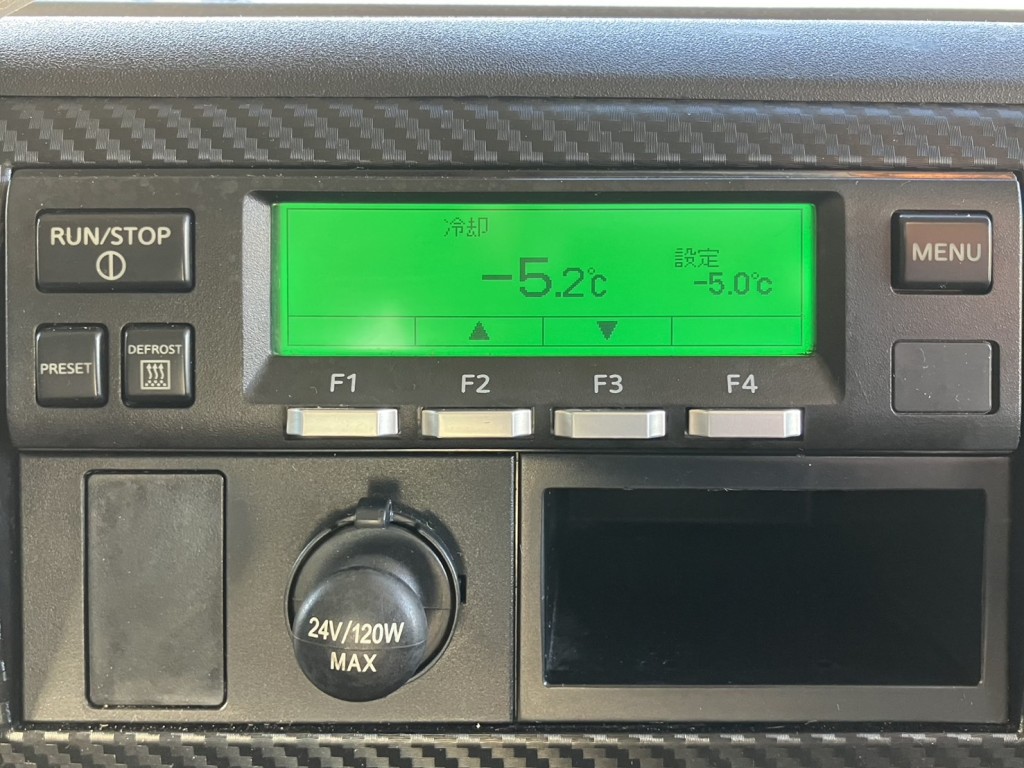 RUN/STOP
冷却
-5.2℃
設定
-5.0℃
MENU
▲
▼
PRESET
DEFROST
F1
F2
F3
F4
24V/120W
MAX